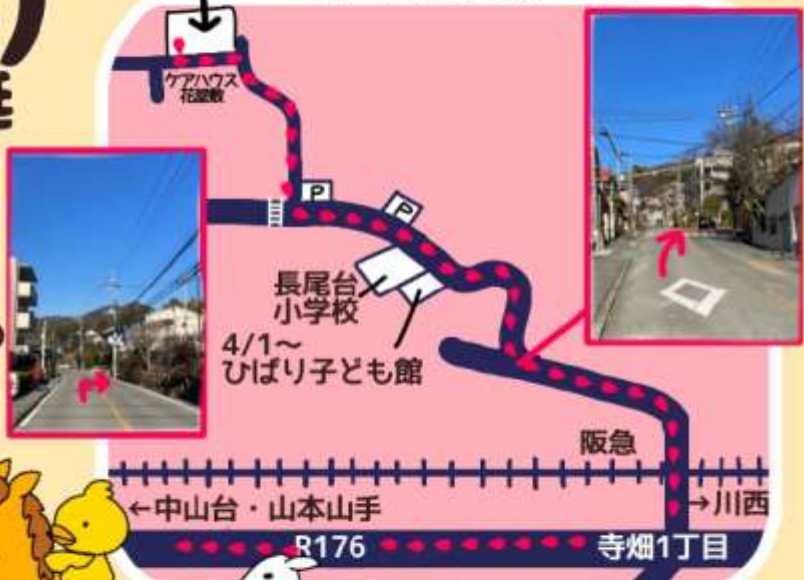 ケアハウス
花屋敷
P
P
長尾台
小学校
4/1〜
ひばり子ども館
阪急
←中山台・山本山手
→川西
R176
寺畑1丁目